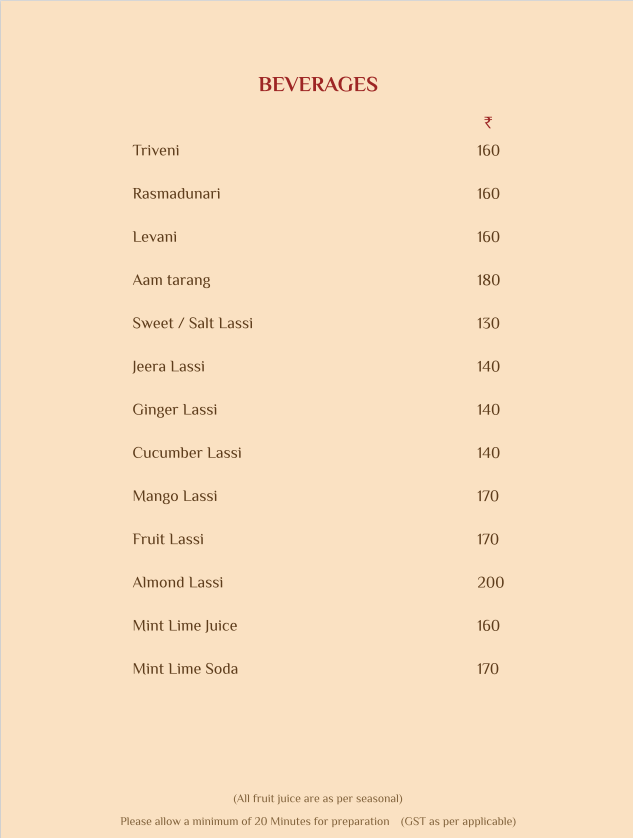 BEVERAGES
₹
Triveni 160
Rasmadunari 160
Levani 160
Aam tarang 180
Sweet / Salt Lassi 130
Jeera Lassi 140
Ginger Lassi 140
Cucumber Lassi 140
Mango Lassi 170
Fruit Lassi 170
Almond Lassi 200
Mint Lime Juice 160
Mint Lime Soda 170
(All fruit juice are as per seasonal)
Please allow a minimum of 20 Minutes for preparation (GST as per applicable)